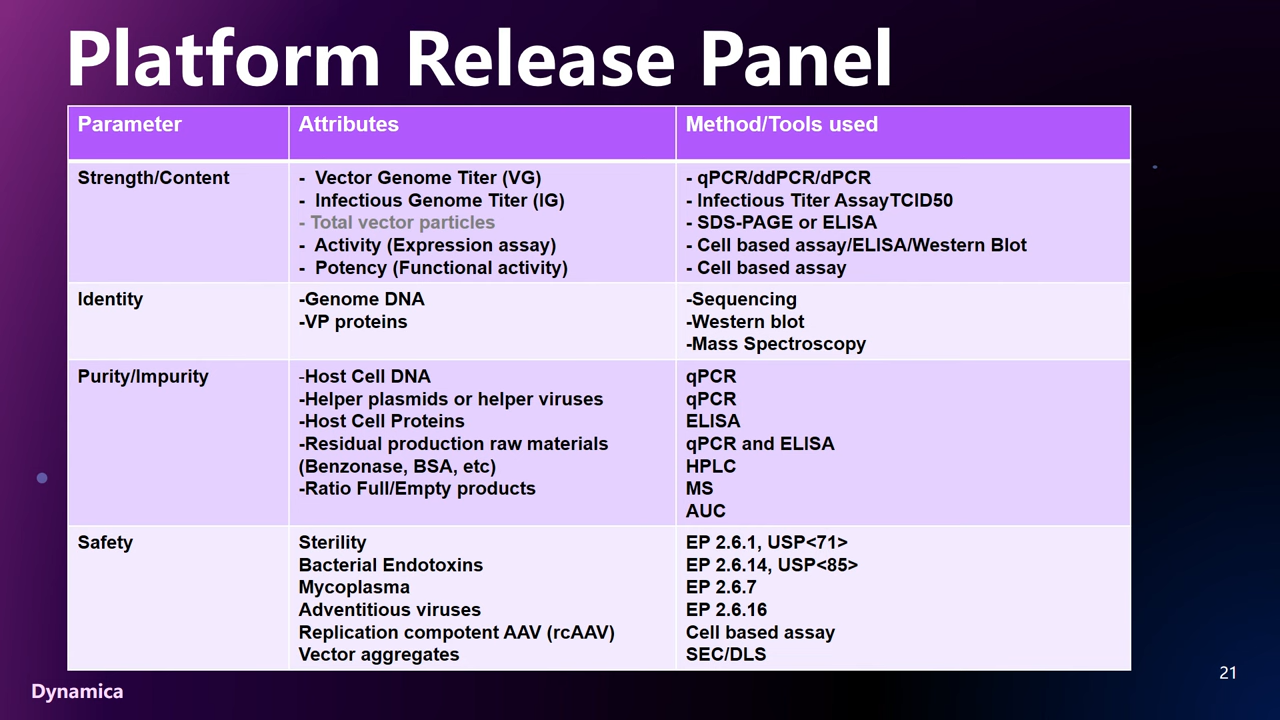 Platform Release Panel
Parameter
Attributes
Method/Tools used
Strength/Content
- Vector Genome Titer (VG)
- Infectious Genome Titer (IG)
- Total vector particles
- Activity (Expression assay)
- Potency (Functional activity)
- qPCR/ddPCR/dPCR
- Infectious Titer AssayTCID50
- SDS-PAGE or ELISA
- Cell based assay/ELISA/Western Blot
- Cell based assay
Identity
-Genome DNA
-VP proteins
-Sequencing
-Western blot
-Mass Spectroscopy
Purity/Impurity
-Host Cell DNA
-Helper plasmids or helper viruses
-Host Cell Proteins
-Residual production raw materials
(Benzonase, BSA, etc)
-Ratio Full/Empty products
qPCR
qPCR
ELISA
qPCR and ELISA
HPLC
MS
AUC
Safety
Sterility
Bacterial Endotoxins
Mycoplasma
Adventitious viruses
Replication compotent AAV (rcAAV)
Vector aggregates
EP 2.6.1, USP<71>
EP 2.6.14, USP<85>
EP 2.6.7
EP 2.6.16
Cell based assay
SEC/DLS
21
Dynamica